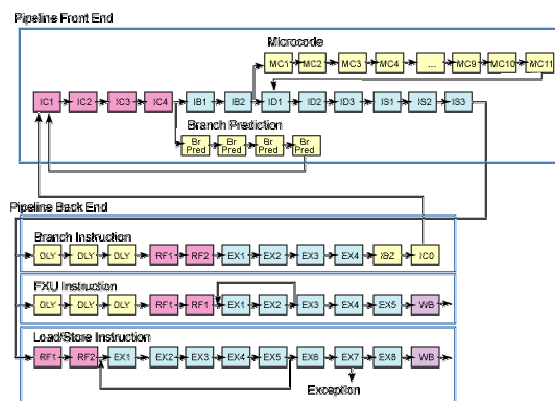 Pipeline Front End
Microcode
MC1 MC2 MC3 MC4 ... MC9 MC10 MC11
IC1 IC2 IC3 IC4 IB1 IB2 ID1 ID2 ID3 IS1 IS2 IS3
Branch Prediction
Br Pred Br Pred Br Pred Br Pred
Pipeline Back End
Branch Instruction
DLY DLY DLY RF1 RF2 EX1 EX2 EX3 EX4 IBZ IC0
FXU Instruction
DLY DLY DLY RF1 RF1 EX1 EX2 EX3 EX4 EX5 WB
Load/Store Instruction
RF1 RF2 EX1 EX2 EX3 EX4 EX5 EX6 EX7 EX8 WB
Exception